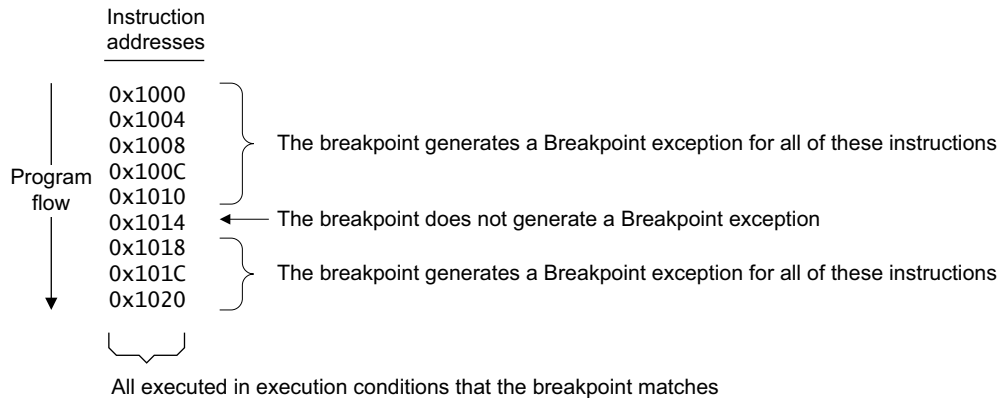 Instruction
addresses
0x1000
0x1004
0x1008
The breakpoint generates a Breakpoint exception for all of these instructions
0x100C
Program
flow
0x1010
0x1014
The breakpoint does not generate a Breakpoint exception
0x1018
0x101C
The breakpoint generates a Breakpoint exception for all of these instructions
0x1020
All executed in execution conditions that the breakpoint matches